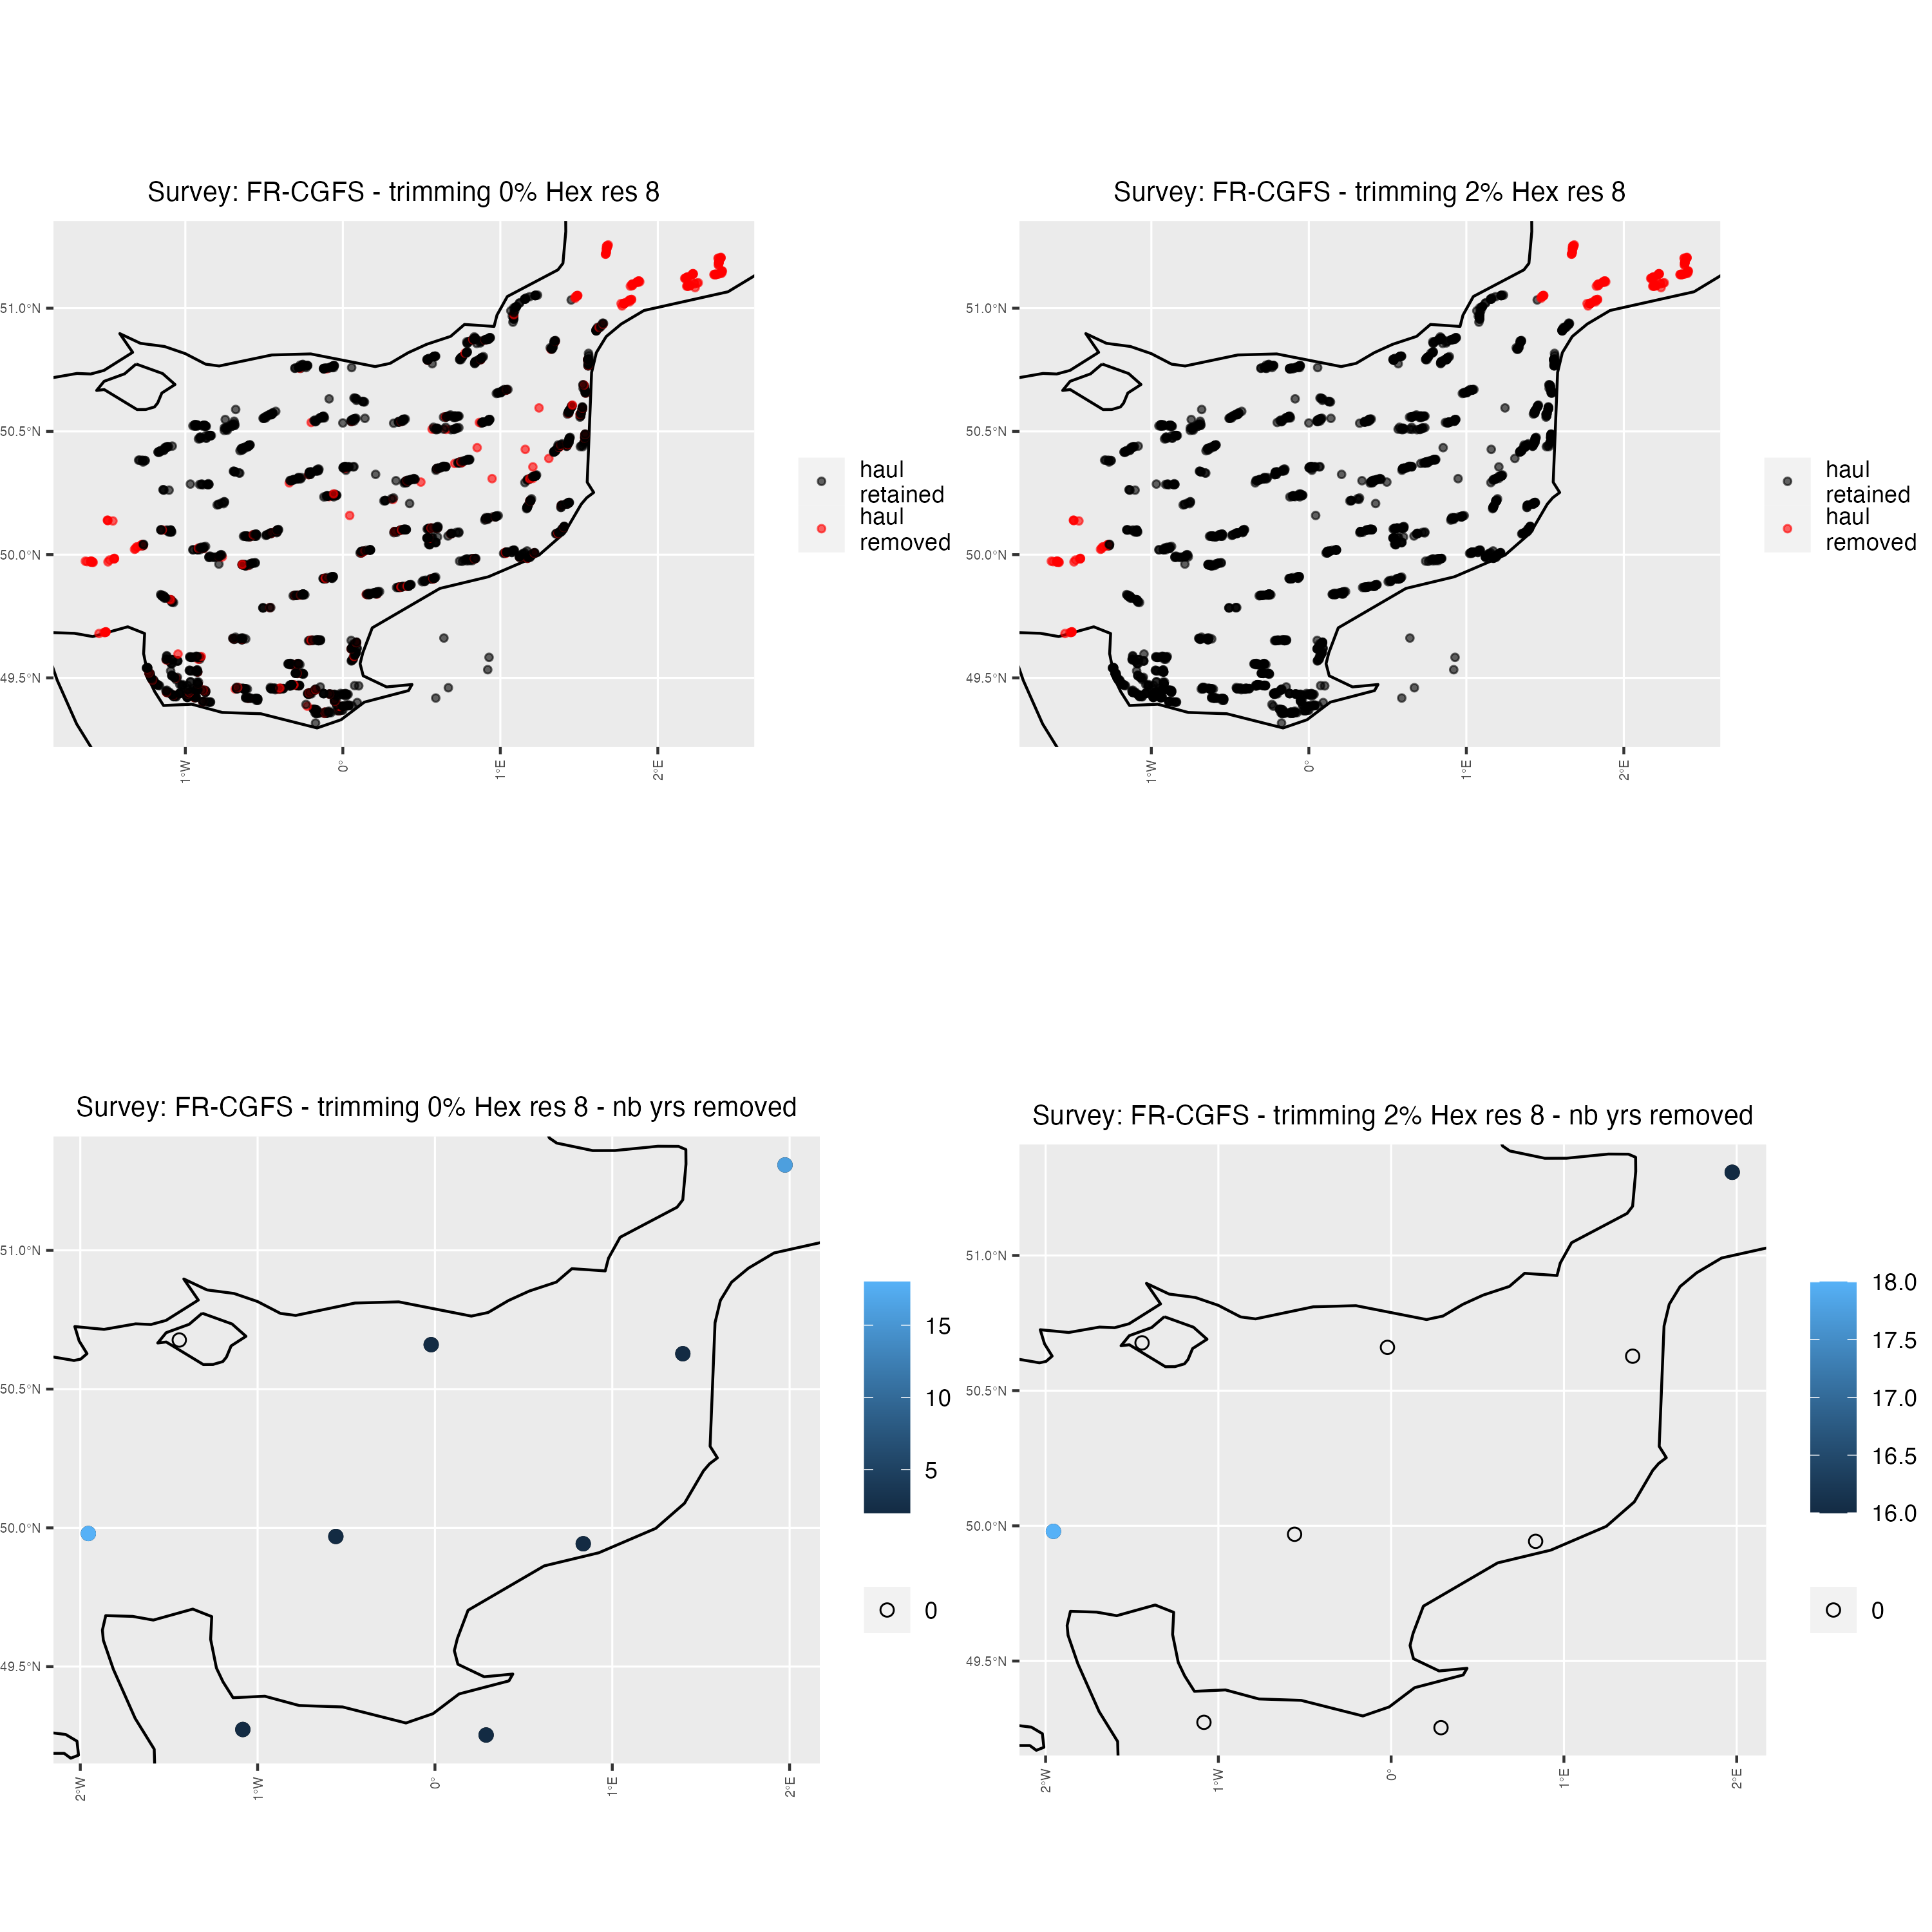 Survey: FR-CGFS - trimming 0% Hex res 8
51.0°N
50.5°N
50.0°N
49.5°N
1°W
0°
1°E
2°E
haul
retained
haul
removed
Survey: FR-CGFS - trimming 2% Hex res 8
51.0°N
50.5°N
50.0°N
49.5°N
1°W
0°
1°E
2°E
haul
retained
haul
removed
Survey: FR-CGFS - trimming 0% Hex res 8 - nb yrs removed
51.0°N
50.5°N
50.0°N
49.5°N
2°W
1°W
0°
1°E
2°E
15
10
5
0
Survey: FR-CGFS - trimming 2% Hex res 8 - nb yrs removed
51.0°N
50.5°N
50.0°N
49.5°N
2°W
1°W
0°
1°E
2°E
18.0
17.5
17.0
16.5
16.0
0